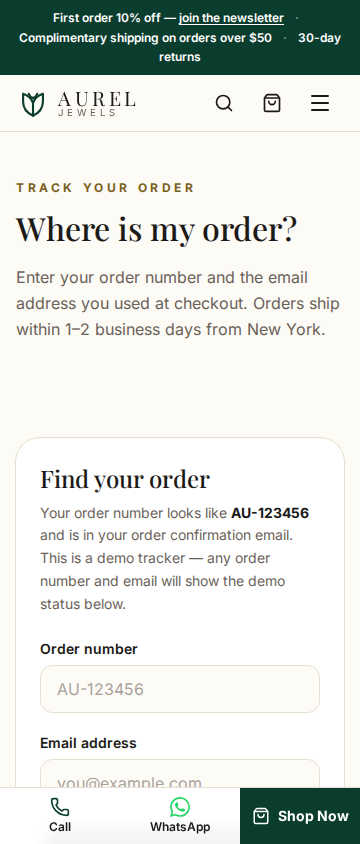 First order 10% off — join the newsletter ·
Complimentary shipping on orders over $50 · 30-day
returns
AUREL
JEWELS
TRACK YOUR ORDER
Where is my order?
Enter your order number and the email
address you used at checkout. Orders ship
within 1–2 business days from New York.
Find your order
Your order number looks like AU-123456
and is in your order confirmation email.
This is a demo tracker — any order
number and email will show the demo
status below.
Order number
AU-123456
Email address
you@example.com
Call
WhatsApp
Shop Now